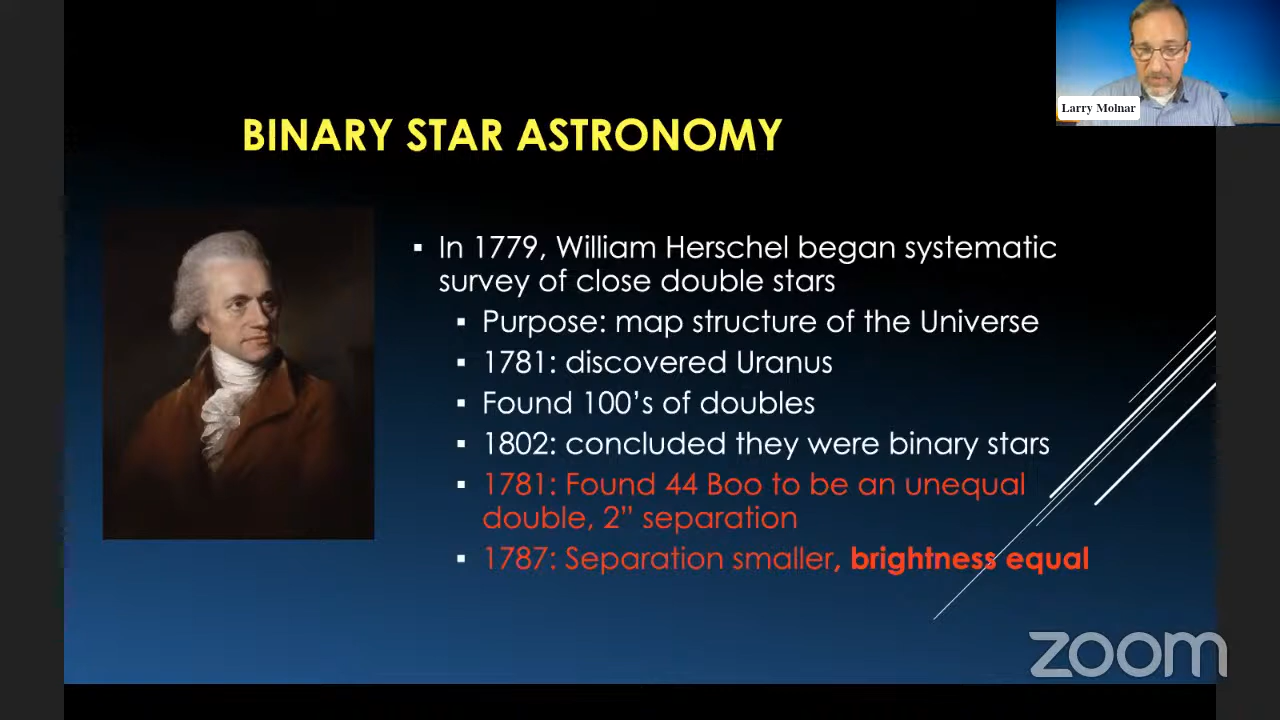 Larry Molnar
BINARY STAR ASTRONOMY
▪ In 1779, William Herschel began systematic
survey of close double stars
▪ Purpose: map structure of the Universe
▪ 1781: discovered Uranus
▪ Found 100’s of doubles
▪ 1802: concluded they were binary stars
▪ 1781: Found 44 Boo to be an unequal
double, 2” separation
▪ 1787: Separation smaller, brightness equal
zoom